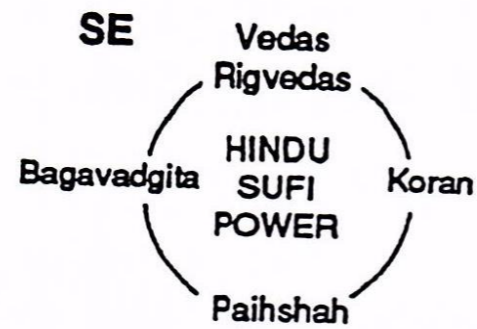 SE
Vedas
Rigvedas
HINDU
Bagavadgita
SUFI
Koran
POWER
Paihshah